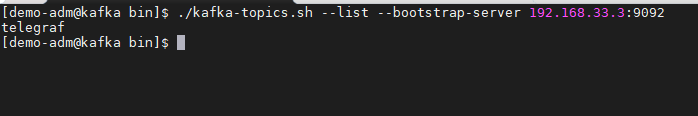 [demo-adm@kafka bin]$ ./kafka-topics.sh --list --bootstrap-server 192.168.33.3:9092
telegraf
[demo-adm@kafka bin]$